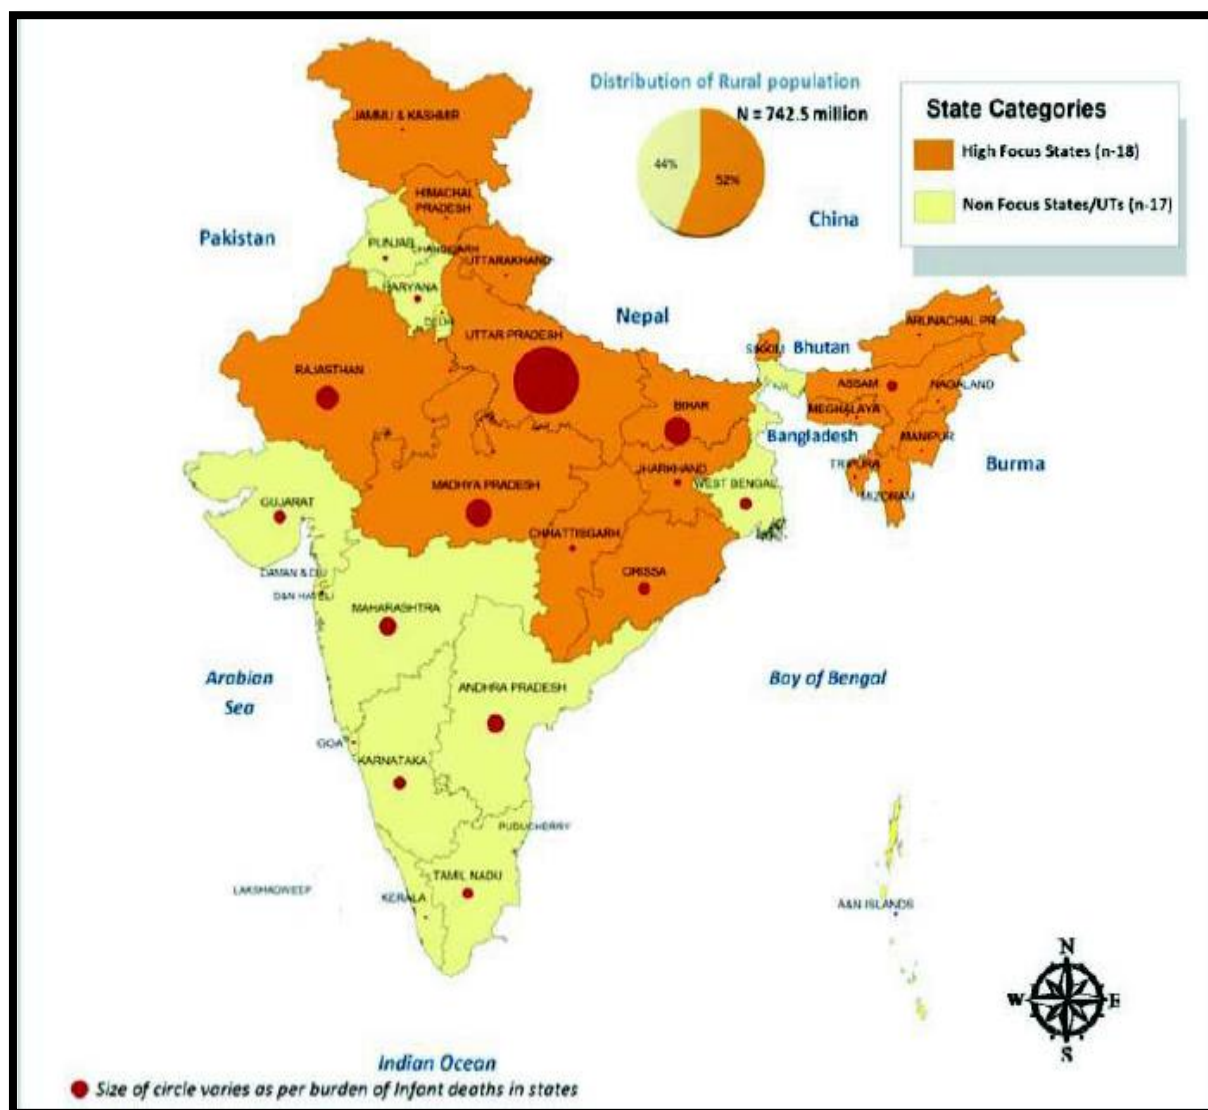 Distribution of Rural population
N = 742.5 million
44%
52%
State Categories
High Focus States (n-18)
Non Focus States/UTs (n-17)
JAMMU & KASHMIR
HIMACHAL
PRADESH
China
Pakistan
PUNJAB
CHANDIGARH
UTTARAKHAND
HARYANA
DELHI
Nepal
UTTAR PRADESH
ARUNACHAL PR.
SIKKIM
Bhutan
RAJASTHAN
ASSAM
NAGALAND
BIHAR
MEGHALAYA
Bangladesh
MANIPUR
Burma
JHARKHAND
TRIPURA
MADHYA PRADESH
WEST BENGAL
MIZORAM
GUJARAT
CHHATTISGARH
DAMAN & DIU
ORISSA
D&N HAVELI
MAHARASHTRA
Arabian
Sea
Bay of Bengal
ANDHRA PRADESH
GOA
KARNATAKA
PUDUCHERRY
TAMIL NADU
LAKSHADWEEP
KERALA
A&N ISLANDS
N
W
E
S
Indian Ocean
Size of circle varies as per burden of Infant deaths in states